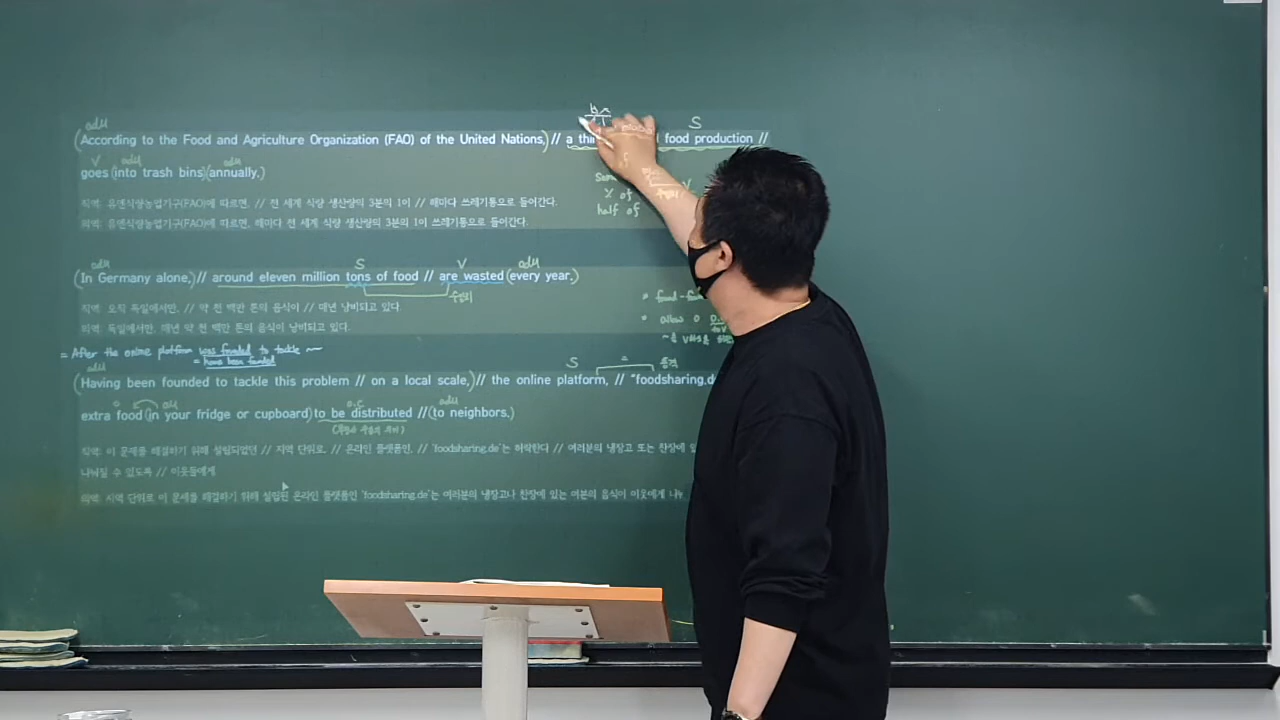 adu
S
(According to the Food and Agriculture Organization (FAO) of the United Nations,) // a thi food production //
V adu adu
goes (into trash bins)(annually.)
% of
half of
직역: 유엔식량농업기구(FAO)에 따르면, // 전 세계 식량 생산량의 3분의 1이 // 해마다 쓰레기통으로 들어간다.
의역: 유엔식량농업기구(FAO)에 따르면, 해마다 전 세계 식량 생산량의 3분의 1이 쓰레기통으로 들어간다.
adu S V adu
(In Germany alone,) // around eleven million tons of food // are wasted (every year.)
수일치
직역: 오직 독일에서만, // 약 천 백만 톤의 음식이 // 매년 낭비되고 있다.
의역: 독일에서만, 매년 약 천 백만 톤의 음식이 낭비되고 있다.
= After the online platform was founded to tackle ~
= have been founded
adu S = 동격
(Having been founded to tackle this problem // on a local scale,) // the online platform, // "foodsharing.d
o.c adu
extra food (in your fridge or cupboard) to be distributed // (to neighbors.)
직역: 이 문제를 해결하기 위해 설립되었던 // 지역 단위로, // 온라인 플랫폼인, // 'foodsharing.de'는 허락한다 // 여러분의 냉장고 또는 찬장에 있
나눠질 수 있도록 // 이웃들에게
의역: 지역 단위로 이 문제를 해결하기 위해 설립된 온라인 플랫폼인 'foodsharing.de'는 여러분의 냉장고나 찬장에 있는 여분의 음식이 이웃에게 나누